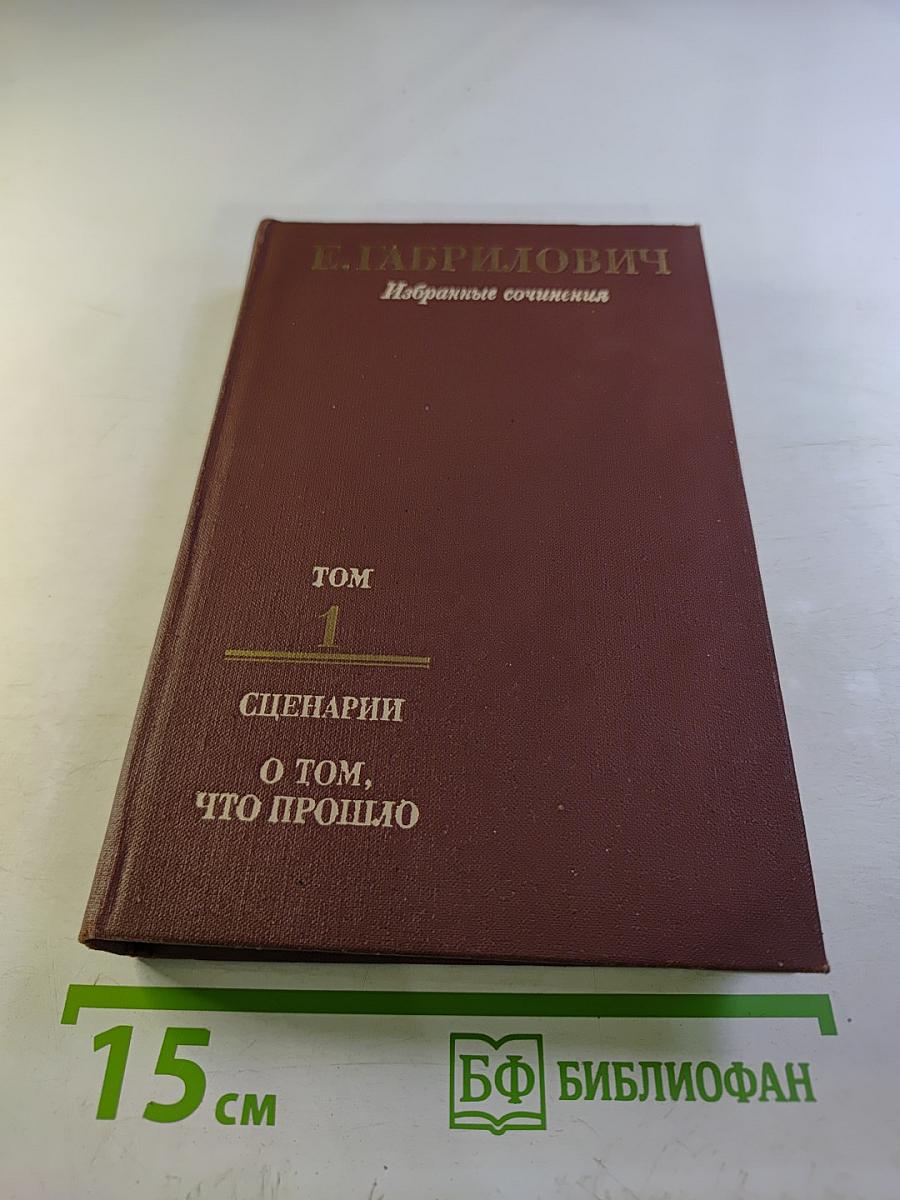 Е. ГАБРИЛОВИЧ
Избранные сочинения
ТОМ
1
СЦЕНАРИИ
О ТОМ,
ЧТО ПРОШЛО
15 см
БФ БИБЛИОФАН